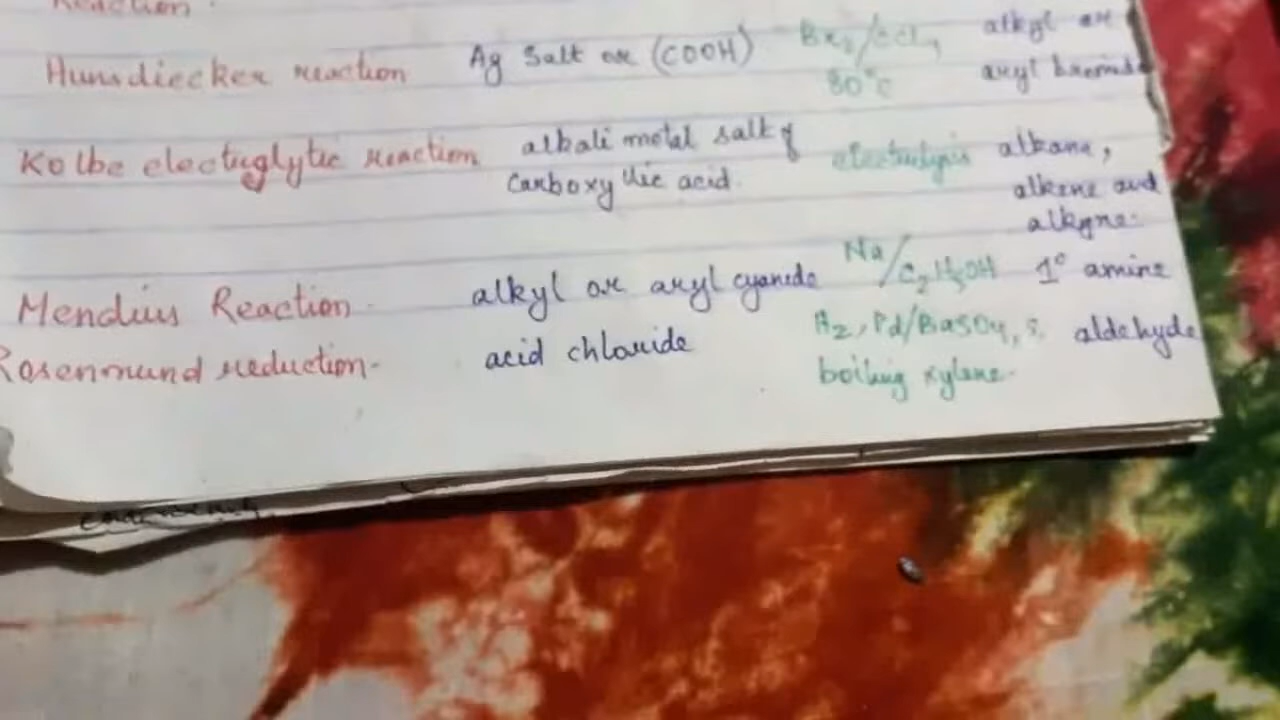 Reaction.
Hunsdiecker reaction Ag Salt or (COOH) Br2/CCl4 alkyl or
80°C aryl bromide
Kolbe electuglytic reaction alkali metal salt of electrolysis alkane,
Carboxylic acid. alkene and
alkyne.
Mendius Reaction. alkyl or aryl cyanide Na/C2H5OH 1° amine
Rosenmund reduction. acid chloride H2, Pd/BaSO4, S. aldehyde
boiling xylene.